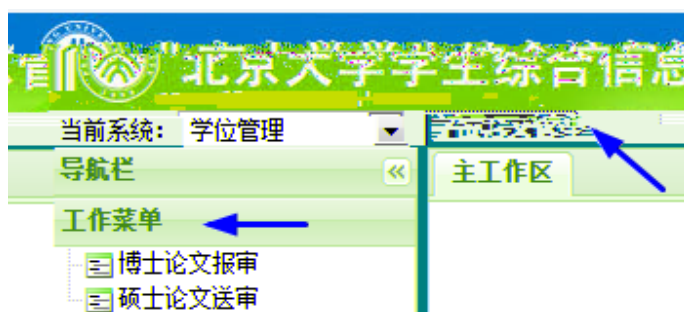 北京大学学生综合信息
当前系统： 学位管理
导航栏
主工作区
工作菜单
博士论文报审
硕士论文送审